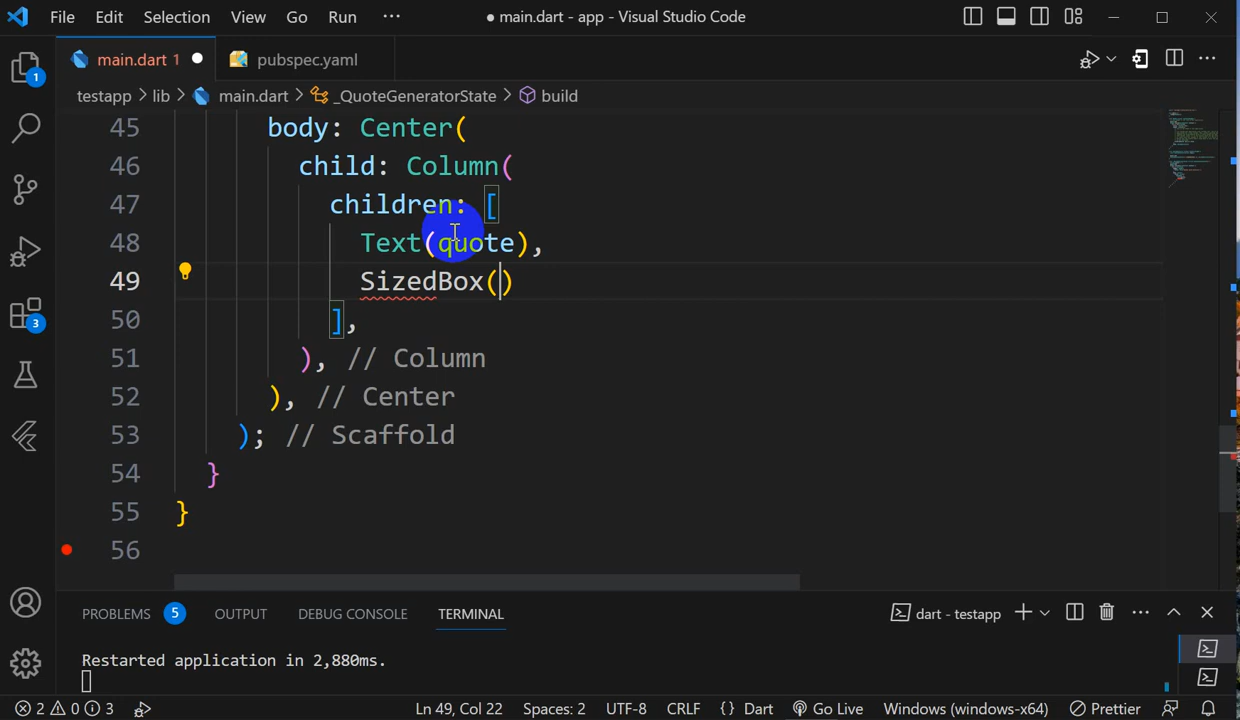 File Edit Selection View Go Run ··· ● main.dart - app - Visual Studio Code
main.dart 1 ● pubspec.yaml ···
testapp > lib > main.dart > _QuoteGeneratorState > build
45 body: Center(
46 child: Column(
47 children: [
48 Text(quote),
49 SizedBox()
50 ],
51 ), // Column
52 ), // Center
53 ); // Scaffold
54 }
55 }
56
1
3
PROBLEMS 5 OUTPUT DEBUG CONSOLE TERMINAL dart - testapp ···
Restarted application in 2,880ms.
2 0 3 Ln 49, Col 22 Spaces: 2 UTF-8 CRLF {} Dart Go Live Windows (windows-x64) Prettier